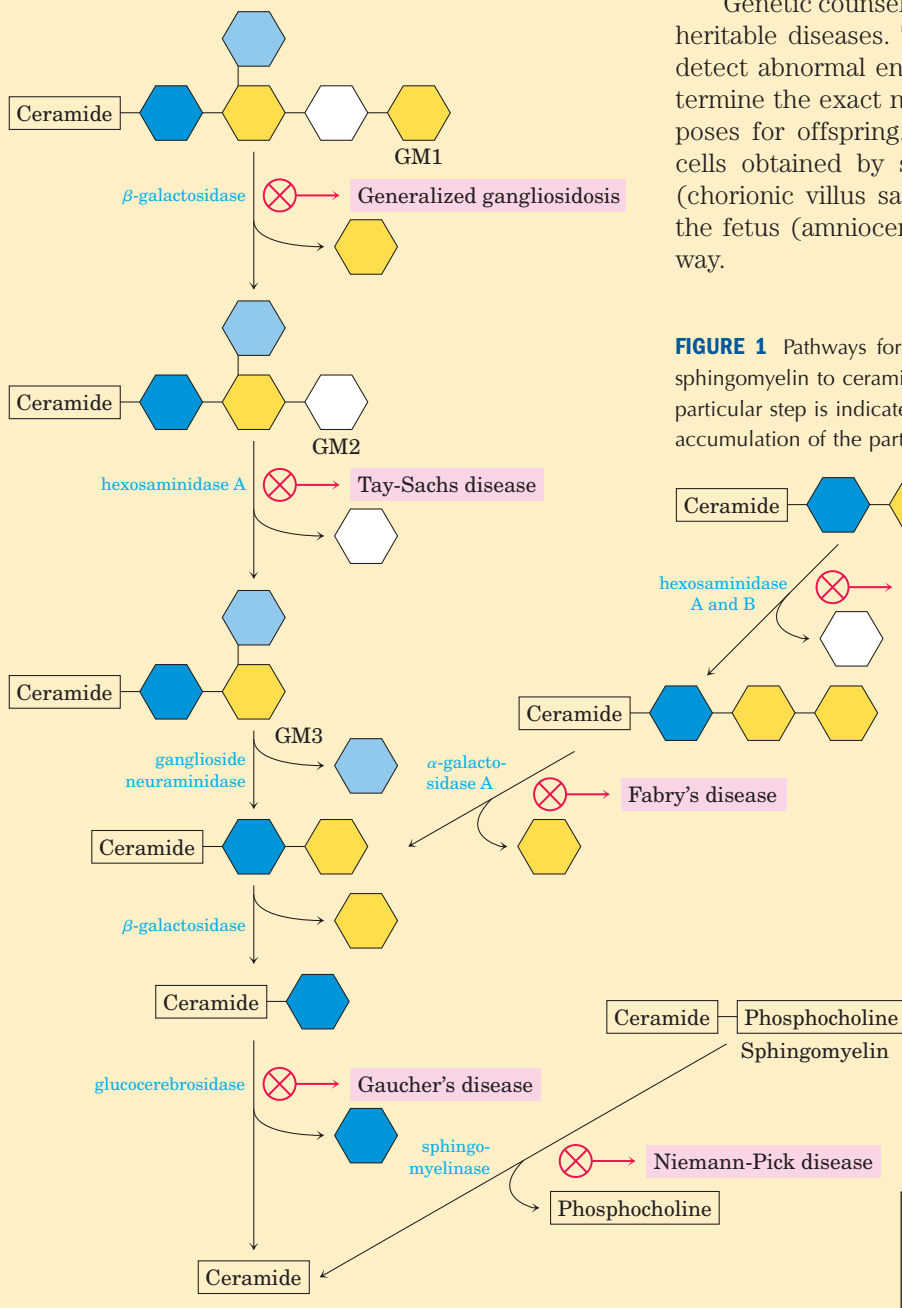 Genetic counsel
heritable diseases.
detect abnormal en
termine the exact n
poses for offspring.
cells obtained by s
(chorionic villus sa
the fetus (amniocen
way.
FIGURE 1 Pathways for
sphingomyelin to cerami
particular step is indicate
accumulation of the part
Ceramide
GM1
β-galactosidase
Generalized gangliosidosis
Ceramide
GM2
hexosaminidase A
Tay-Sachs disease
Ceramide
GM3
ganglioside
neuraminidase
Ceramide
hexosaminidase
A and B
Ceramide
α-galacto-
sidase A
Fabry's disease
Ceramide
β-galactosidase
Ceramide
glucocerebrosidase
Gaucher's disease
Ceramide Phosphocholine
Sphingomyelin
sphingo-
myelinase
Niemann-Pick disease
Phosphocholine
Ceramide